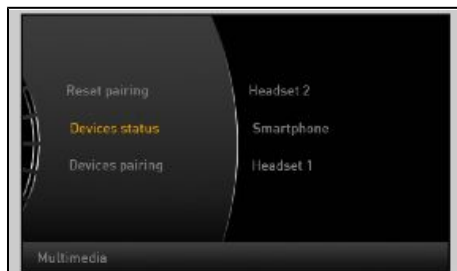 Reset pairing
Devices status
Devices pairing
Headset 2
Smartphone
Headset 1
Multimedia